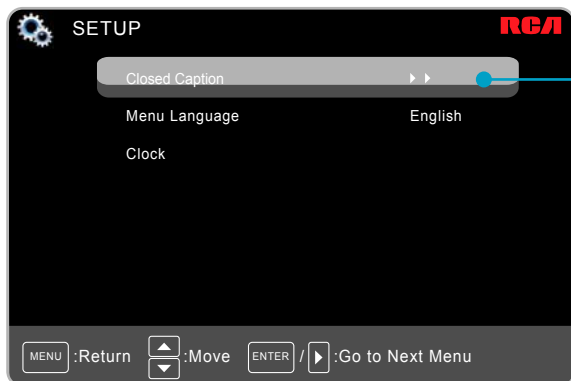 SETUP RCA
Closed Caption
Menu Language English
Clock
MENU :Return :Move ENTER / :Go to Next Menu